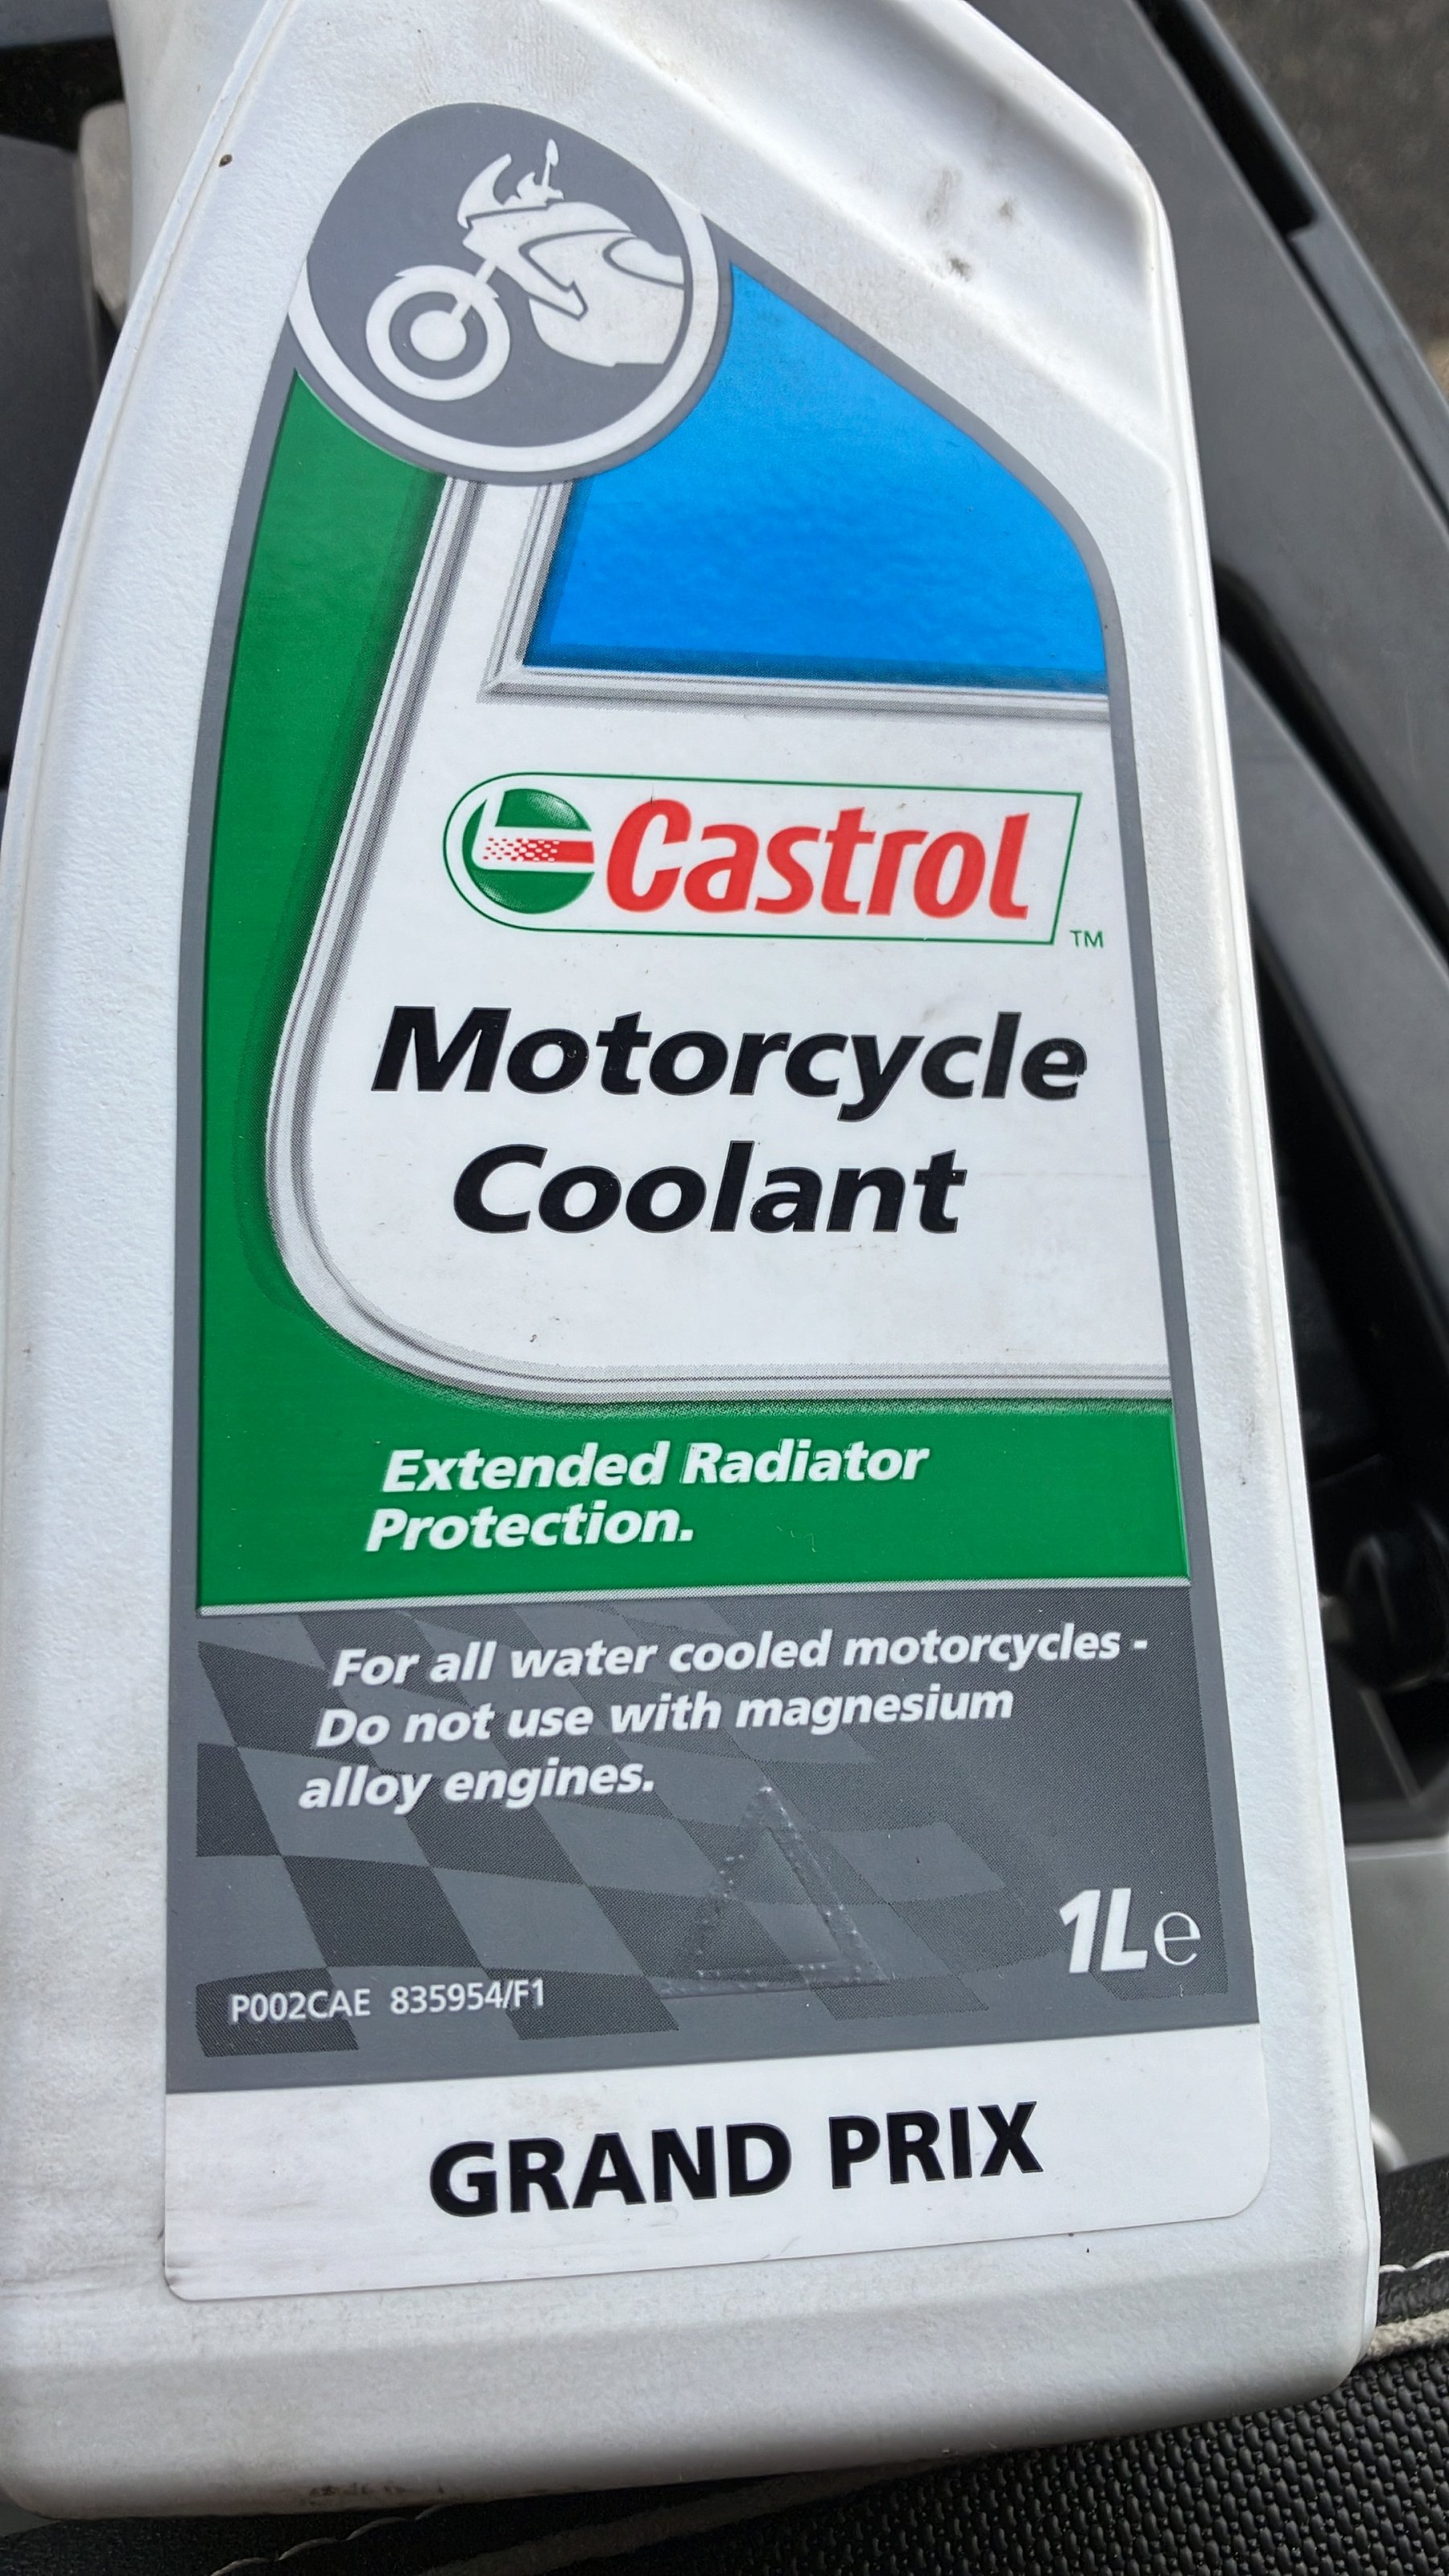 Castrol
TM
Motorcycle
Coolant
Extended Radiator
Protection.
For all water cooled motorcycles -
Do not use with magnesium
alloy engines.
1L℮
P002CAE 835954/F1
GRAND PRIX